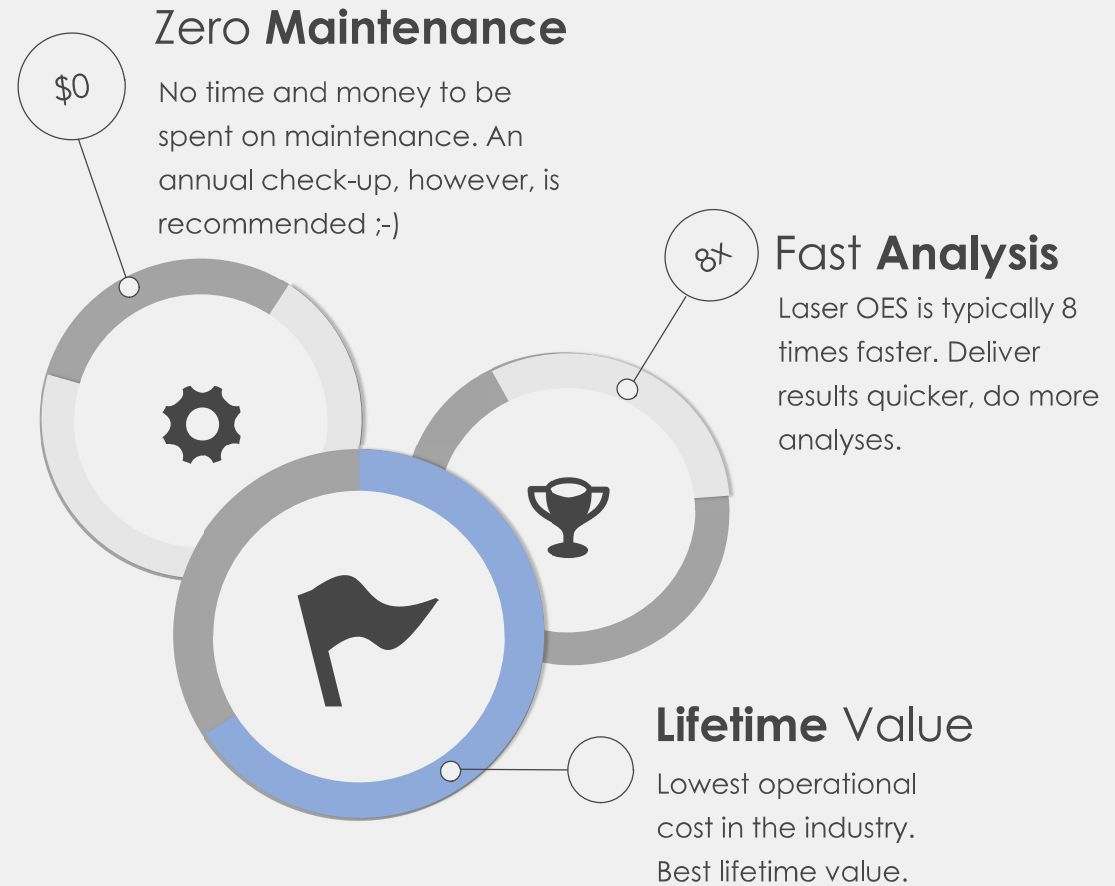 Zero Maintenance
$0
No time and money to be
spent on maintenance. An
annual check-up, however, is
recommended ;-)
8x
Fast Analysis
Laser OES is typically 8
times faster. Deliver
results quicker, do more
analyses.
Lifetime Value
Lowest operational
cost in the industry.
Best lifetime value.